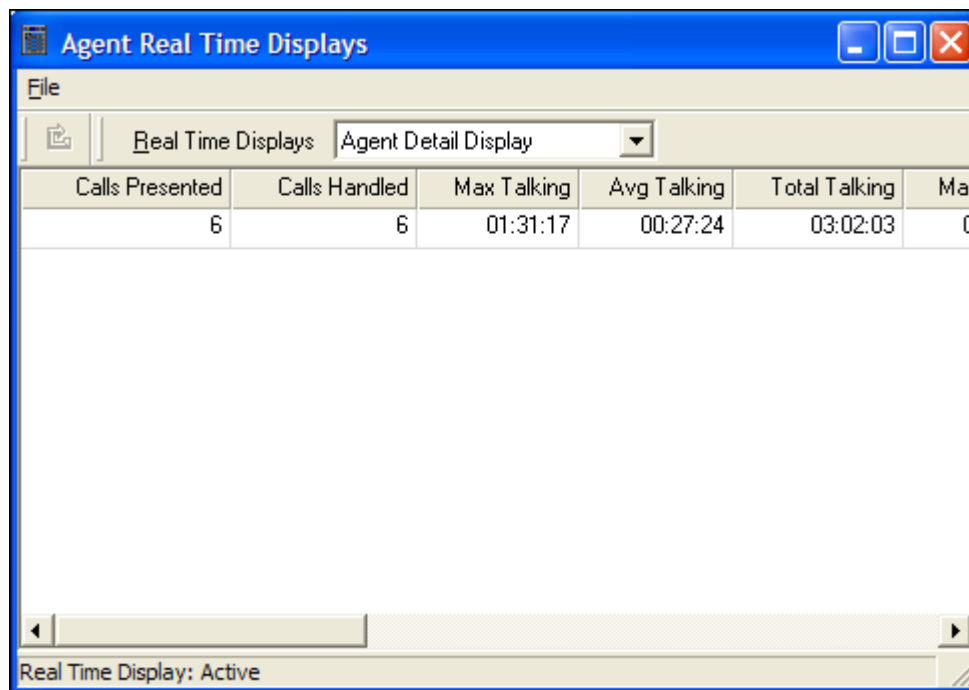 Agent Real Time Displays
File
Real Time Displays Agent Detail Display
Calls Presented Calls Handled Max Talking Avg Talking Total Talking Ma
6 6 01:31:17 00:27:24 03:02:03
Real Time Display: Active